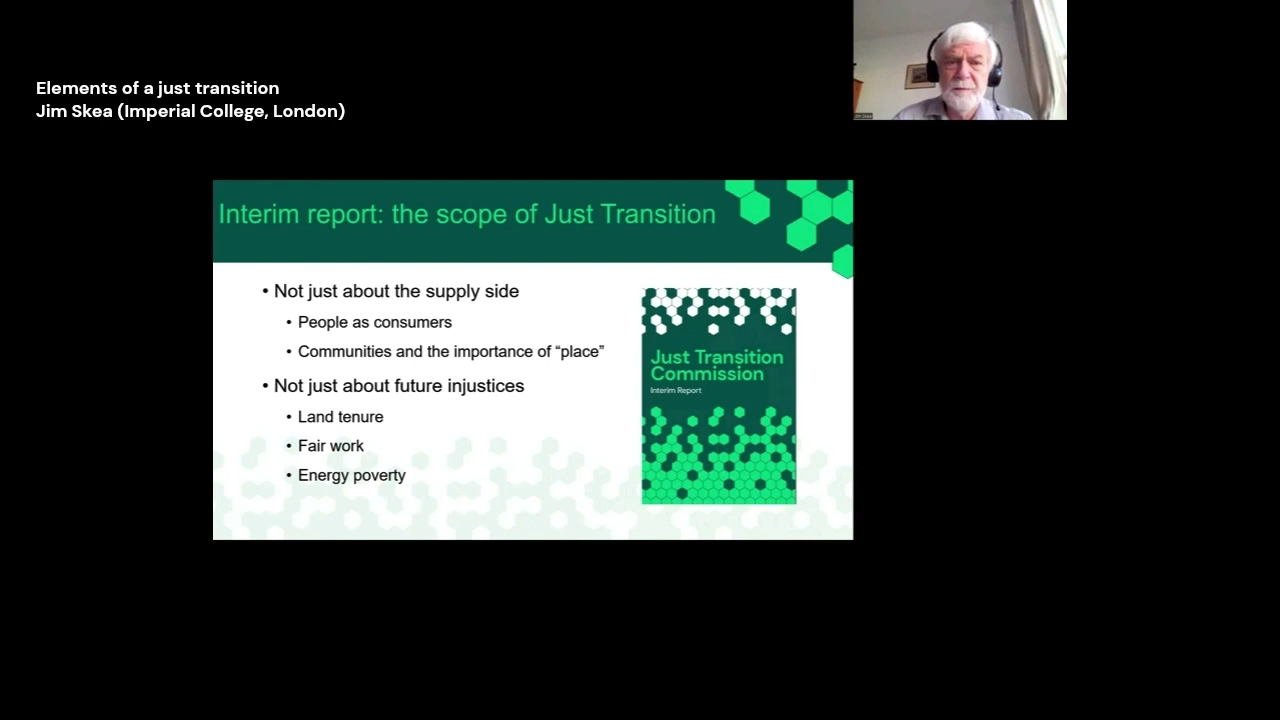 Elements of a just transition
Jim Skea (Imperial College, London)
Interim report: the scope of Just Transition
• Not just about the supply side
• People as consumers
• Communities and the importance of “place”
• Not just about future injustices
• Land tenure
• Fair work
• Energy poverty
Just Transition
Commission
Interim Report